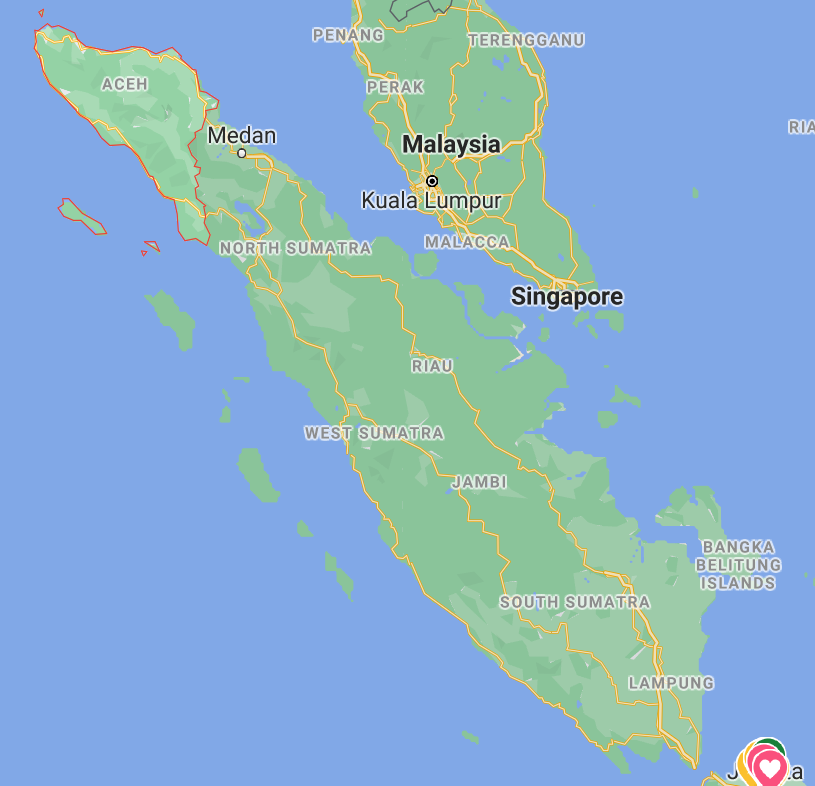 PENANG
TERENGGANU
ACEH
PERAK
RIA
Medan
Malaysia
Kuala Lumpur
MALACCA
NORTH SUMATRA
Singapore
RIAU
WEST SUMATRA
JAMBI
BANGKA
BELITUNG
ISLANDS
SOUTH SUMATRA
LAMPUNG